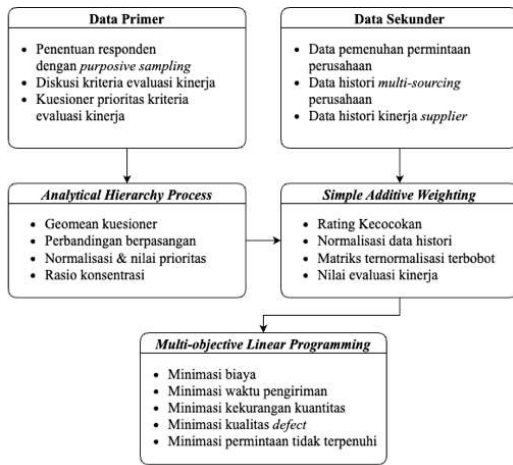 Data Primer
• Penentuan responden
dengan purposive sampling
• Diskusi kriteria evaluasi kinerja
• Kuesioner prioritas kriteria
evaluasi kinerja
Data Sekunder
• Data pemenuhan permintaan
perusahaan
• Data histori multi-sourcing
perusahaan
• Data histori kinerja supplier
Analytical Hierarchy Process
• Geomean kuesioner
• Perbandingan berpasangan
• Normalisasi & nilai prioritas
• Rasio konsentrasi
Simple Additive Weighting
• Rating Kecocokan
• Normalisasi data histori
• Matriks ternormalisasi terbobot
• Nilai evaluasi kinerja
Multi-objective Linear Programming
• Minimasi biaya
• Minimasi waktu pengiriman
• Minimasi kekurangan kuantitas
• Minimasi kualitas defect
• Minimasi permintaan tidak terpenuhi